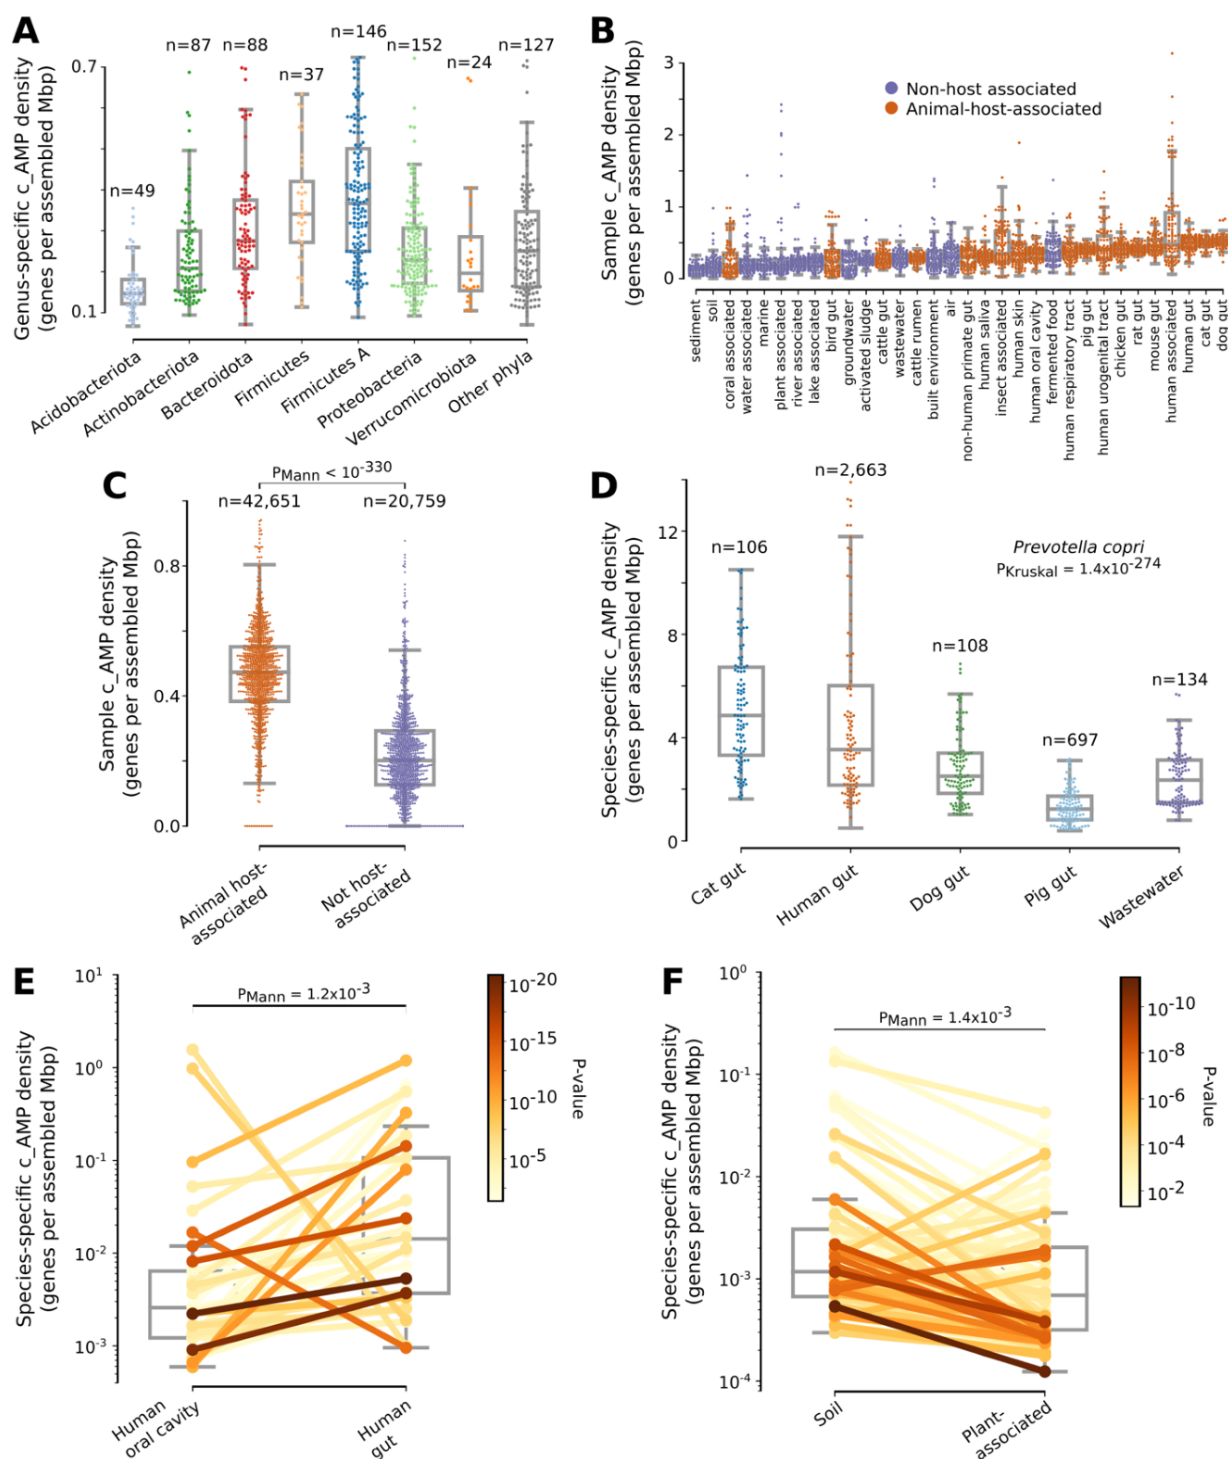 A
Genus-specific c_AMP density
(genes per assembled Mbp)
0.7
0.1
n=49
n=87
n=88
n=37
n=146
n=152
n=24
n=127
Acidobacteriota
Actinobacteriota
Bacteroidota
Firmicutes
Firmicutes A
Proteobacteria
Verrucomicrobiota
Other phyla
B
Sample c_AMP density
(genes per assembled Mbp)
3
2
1
0
Non-host associated
Animal-host-associated
sediment
soil
coral associated
water associated
marine
plant associated
river associated
lake associated
bird gut
groundwater
activated sludge
cattle gut
wastewater
cattle rumen
built environment
air
non-human primate gut
human saliva
insect associated
human skin
human oral cavity
fermented food
human respiratory tract
pig gut
human urogenital tract
chicken gut
rat gut
mouse gut
human associated
human gut
cat gut
dog gut
C
Sample c_AMP density
(genes per assembled Mbp)
0.8
0.4
0.0
PMann < 10-330
n=42,651
n=20,759
Animal host-
associated
Not host-
associated
D
Species-specific c_AMP density
(genes per assembled Mbp)
12
8
4
0
n=106
n=2,663
n=108
n=697
n=134
Prevotella copri
PKruskal = 1.4x10-274
Cat gut
Human gut
Dog gut
Pig gut
Wastewater
E
Species-specific c_AMP density
(genes per assembled Mbp)
101
100
10-1
10-2
10-3
PMann = 1.2x10-3
Human
oral cavity
Human
gut
10-20
10-15
10-10
10-5
P-value
F
Species-specific c_AMP density
(genes per assembled Mbp)
100
10-1
10-2
10-3
10-4
PMann = 1.4x10-3
Soil
Plant-
associated
10-10
10-8
10-6
10-4
10-2
P-value